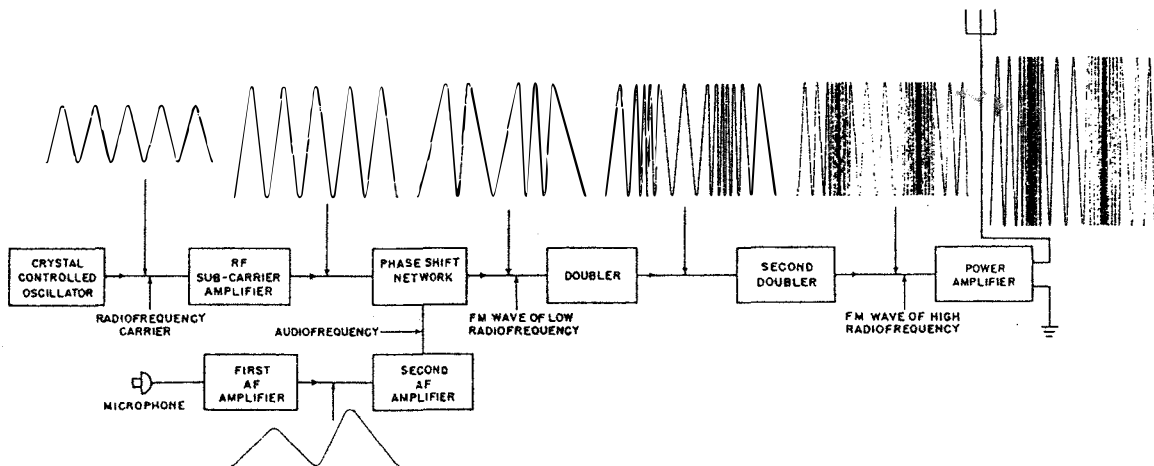 CRYSTAL
CONTROLLED
OSCILLATOR
RF
SUB-CARRIER
AMPLIFIER
PHASE SHIFT
NETWORK
DOUBLER
SECOND
DOUBLER
POWER
AMPLIFIER
RADIOFREQUENCY
CARRIER
AUDIOFREQUENCY
FM WAVE OF LOW
RADIOFREQUENCY
FM WAVE OF HIGH
RADIOFREQUENCY
MICROPHONE
FIRST
AF
AMPLIFIER
SECOND
AF
AMPLIFIER